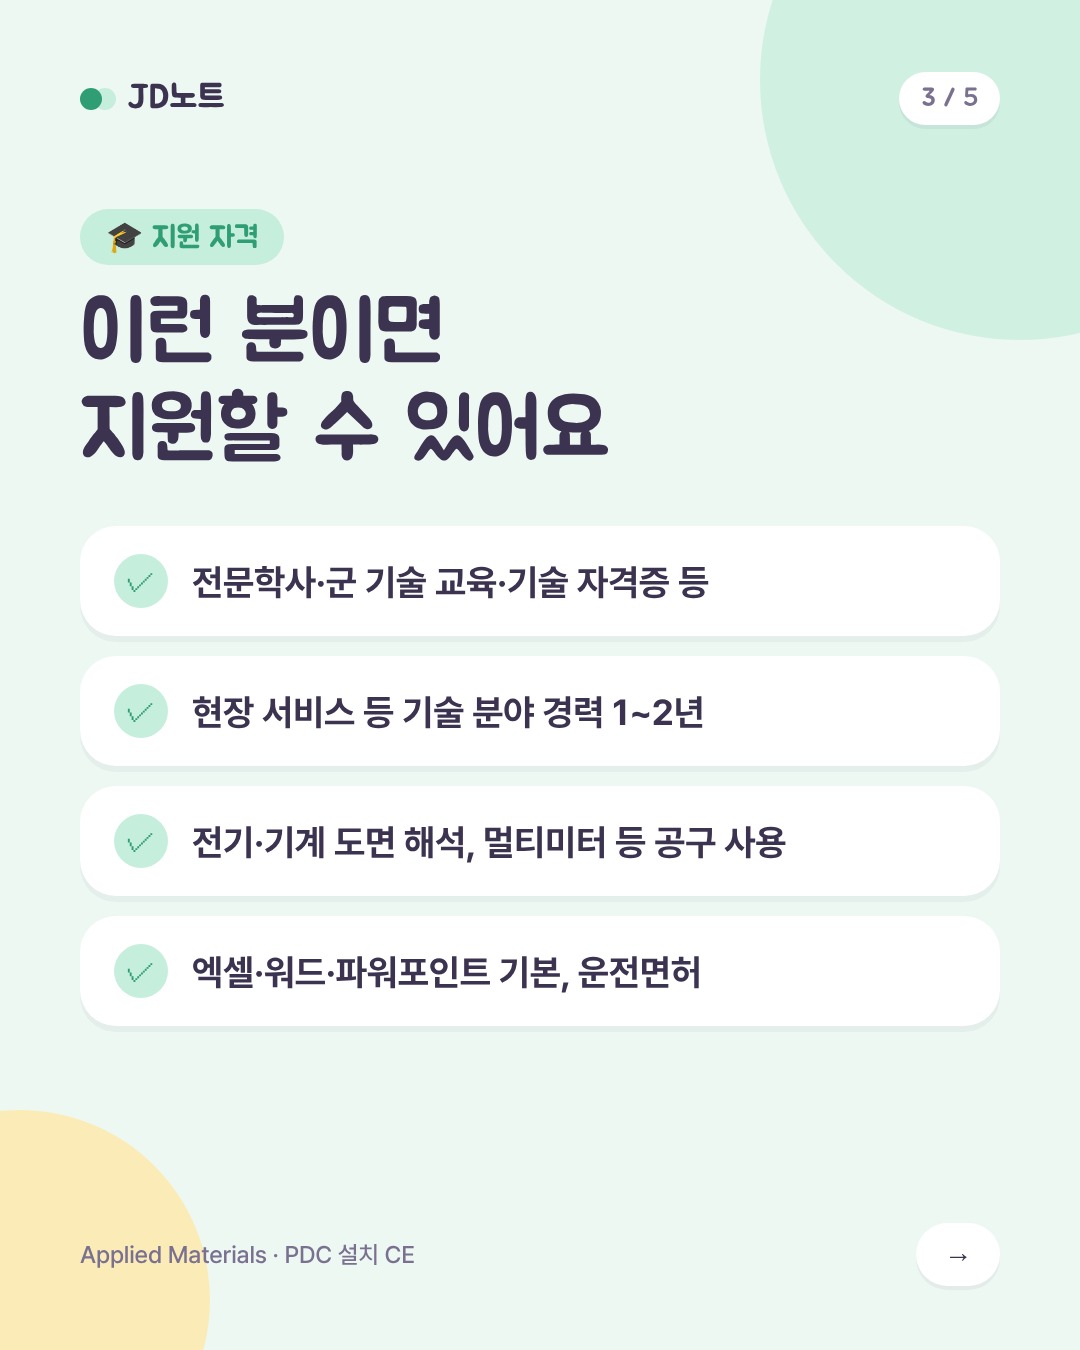 JD노트
3 / 5
🎓 지원 자격
이런 분이면
지원할 수 있어요
✓ 전문학사·군 기술 교육·기술 자격증 등
✓ 현장 서비스 등 기술 분야 경력 1~2년
✓ 전기·기계 도면 해석, 멀티미터 등 공구 사용
✓ 엑셀·워드·파워포인트 기본, 운전면허
Applied Materials · PDC 설치 CE
→